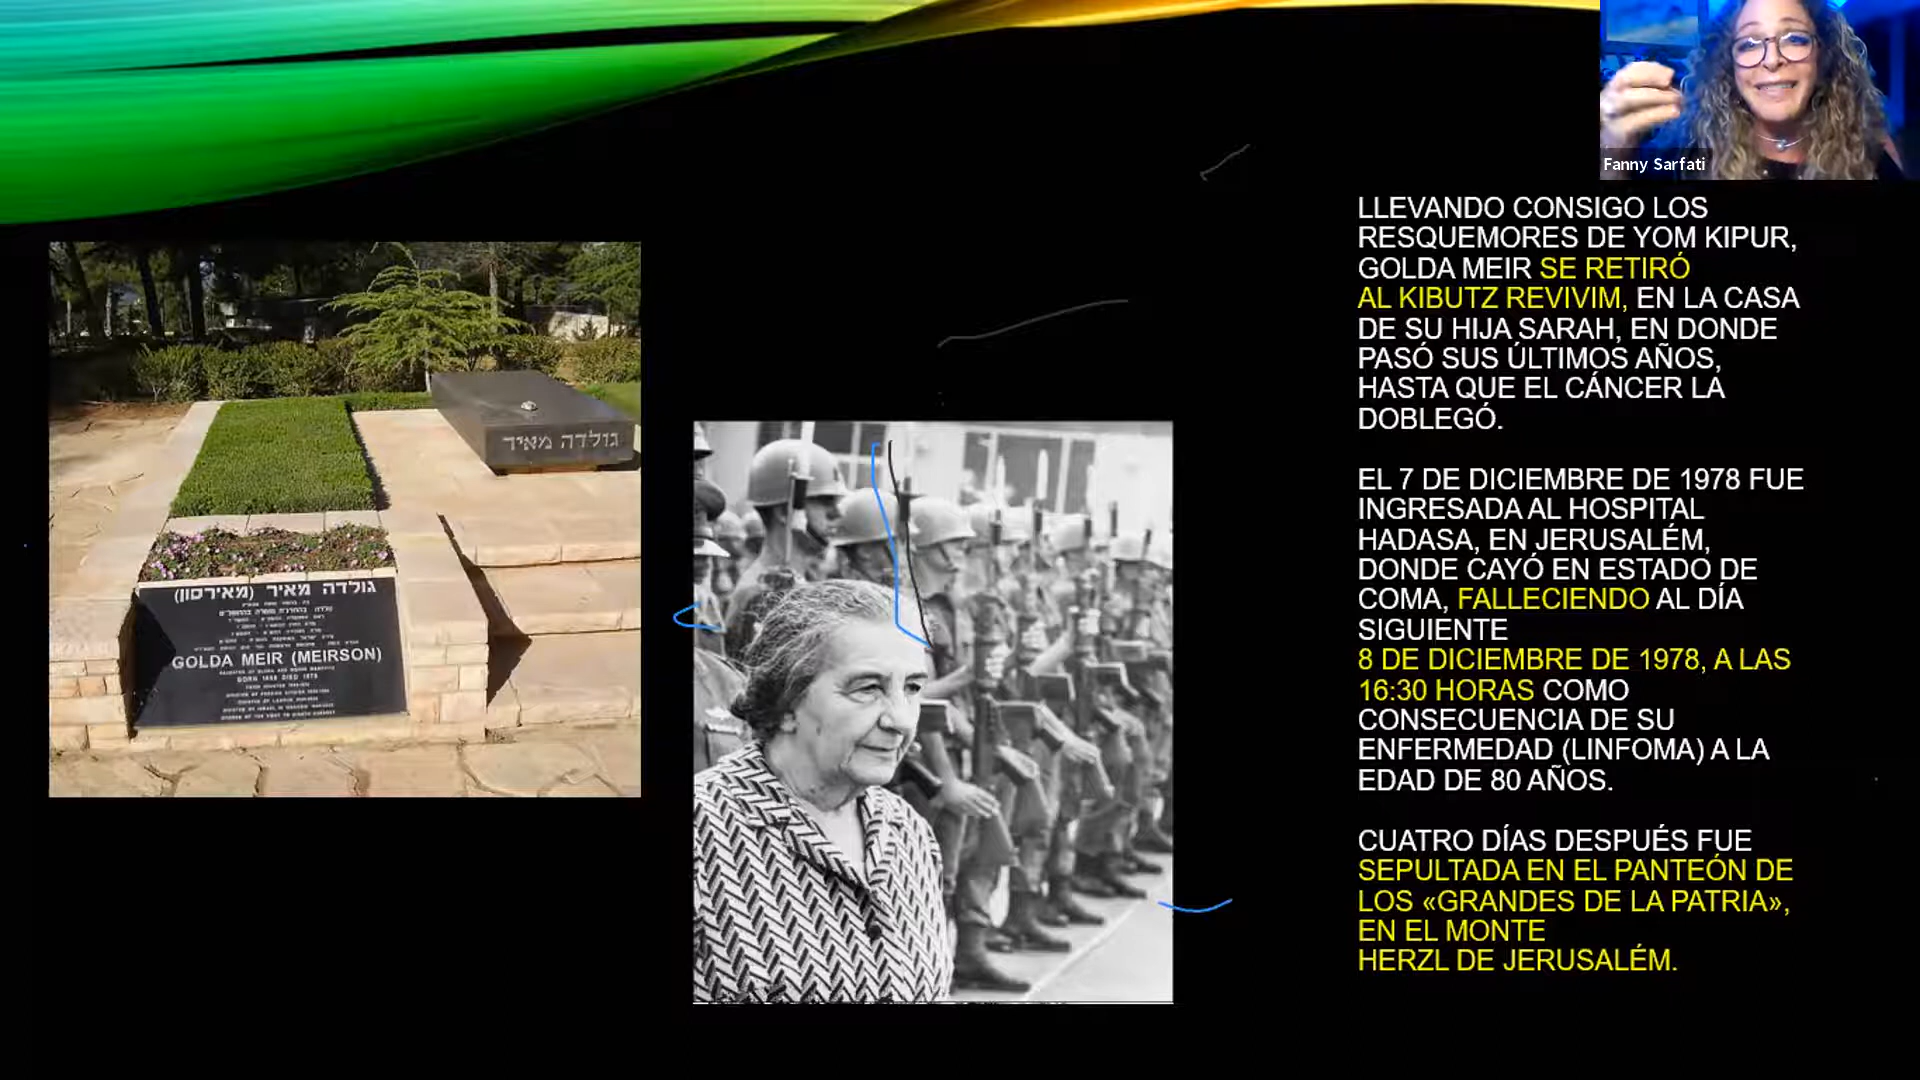 Fanny Sarfati
LLEVANDO CONSIGO LOS
RESQUEMORES DE YOM KIPUR,
GOLDA MEIR SE RETIRÓ
AL KIBUTZ REVIVIM, EN LA CASA
DE SU HIJA SARAH, EN DONDE
PASÓ SUS ÚLTIMOS AÑOS,
HASTA QUE EL CÁNCER LA
DOBLEGÓ.
EL 7 DE DICIEMBRE DE 1978 FUE
INGRESADA AL HOSPITAL
HADASA, EN JERUSALÉM,
DONDE CAYÓ EN ESTADO DE
COMA, FALLECIENDO AL DÍA
SIGUIENTE
8 DE DICIEMBRE DE 1978, A LAS
16:30 HORAS COMO
CONSECUENCIA DE SU
ENFERMEDAD (LINFOMA) A LA
EDAD DE 80 AÑOS.
CUATRO DÍAS DESPUÉS FUE
SEPULTADA EN EL PANTEÓN DE
LOS «GRANDES DE LA PATRIA»,
EN EL MONTE
HERZL DE JERUSALÉM.
גולדה מאיר
גולדה מאיר (מאירסון)
GOLDA MEIR (MEIRSON)
BORN 1898 DIED 1978